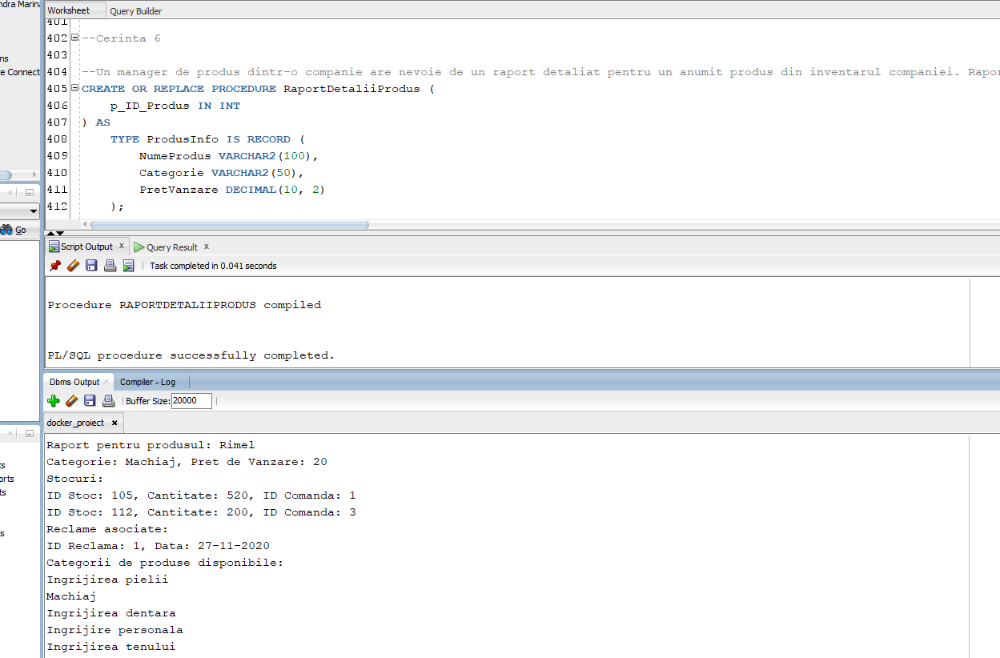 ndra Marina
ns
e Connect
Go
ts
orts
ts
ts
Worksheet Query Builder
401
402 --Cerinta 6
403
404 --Un manager de produs dintr-o companie are nevoie de un raport detaliat pentru un anumit produs din inventarul companiei. Rapor
405 CREATE OR REPLACE PROCEDURE RaportDetaliiProdus (
406 p_ID_Produs IN INT
407 ) AS
408 TYPE ProdusInfo IS RECORD (
409 NumeProdus VARCHAR2(100),
410 Categorie VARCHAR2(50),
411 PretVanzare DECIMAL(10, 2)
412 );
Script Output x Query Result x
Task completed in 0.041 seconds
Procedure RAPORTDETALIIPRODUS compiled
PL/SQL procedure successfully completed.
Dbms Output × Compiler - Log
Buffer Size: 20000
docker_proiect ×
Raport pentru produsul: Rimel
Categorie: Machiaj, Pret de Vanzare: 20
Stocuri:
ID Stoc: 105, Cantitate: 520, ID Comanda: 1
ID Stoc: 112, Cantitate: 200, ID Comanda: 3
Reclame asociate:
ID Reclama: 1, Data: 27-11-2020
Categorii de produse disponibile:
Ingrijirea pielii
Machiaj
Ingrijirea dentara
Ingrijire personala
Ingrijirea tenului